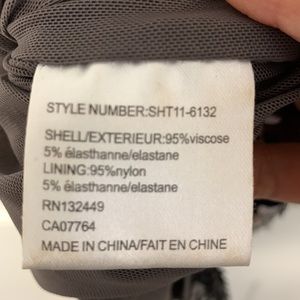 STYLE NUMBER:SHT11-6132
SHELL/EXTERIEUR:95%viscose
5% élasthanne/elastane
LINING:95%nylon
5% élasthanne/elastane
RN132449
CA07764
MADE IN CHINA/FAIT EN CHINE